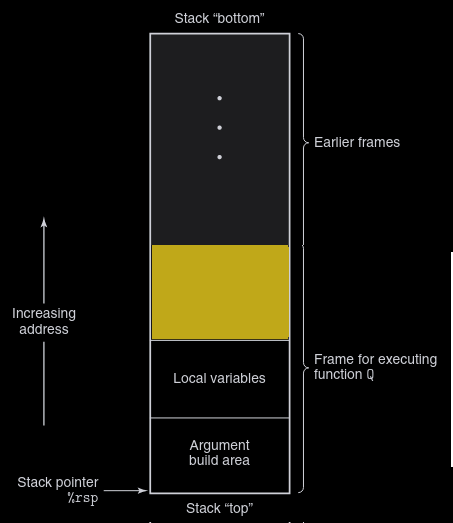 Stack “bottom”
Earlier frames
Increasing
address
Local variables
Frame for executing
function Q
Argument
build area
Stack pointer
%rsp
Stack “top”